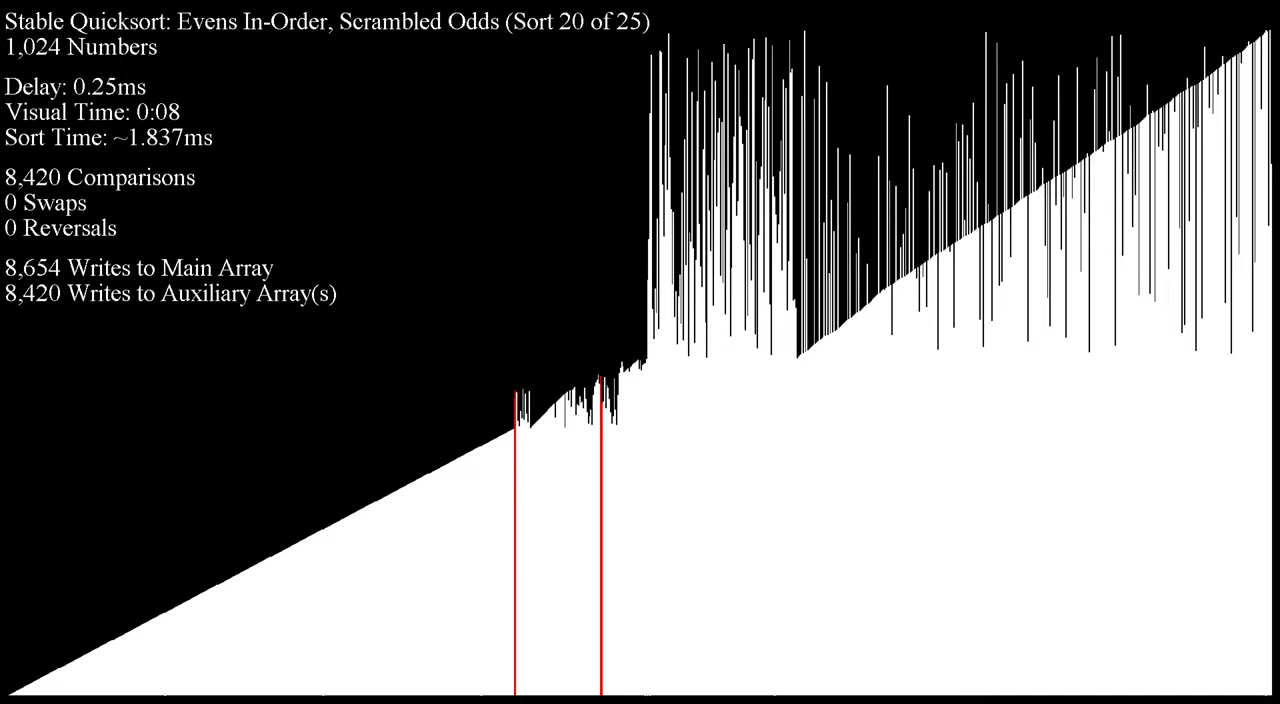 Stable Quicksort: Evens In-Order, Scrambled Odds (Sort 20 of 25)
1,024 Numbers
Delay: 0.25ms
Visual Time: 0:08
Sort Time: ~1.837ms
8,420 Comparisons
0 Swaps
0 Reversals
8,654 Writes to Main Array
8,420 Writes to Auxiliary Array(s)